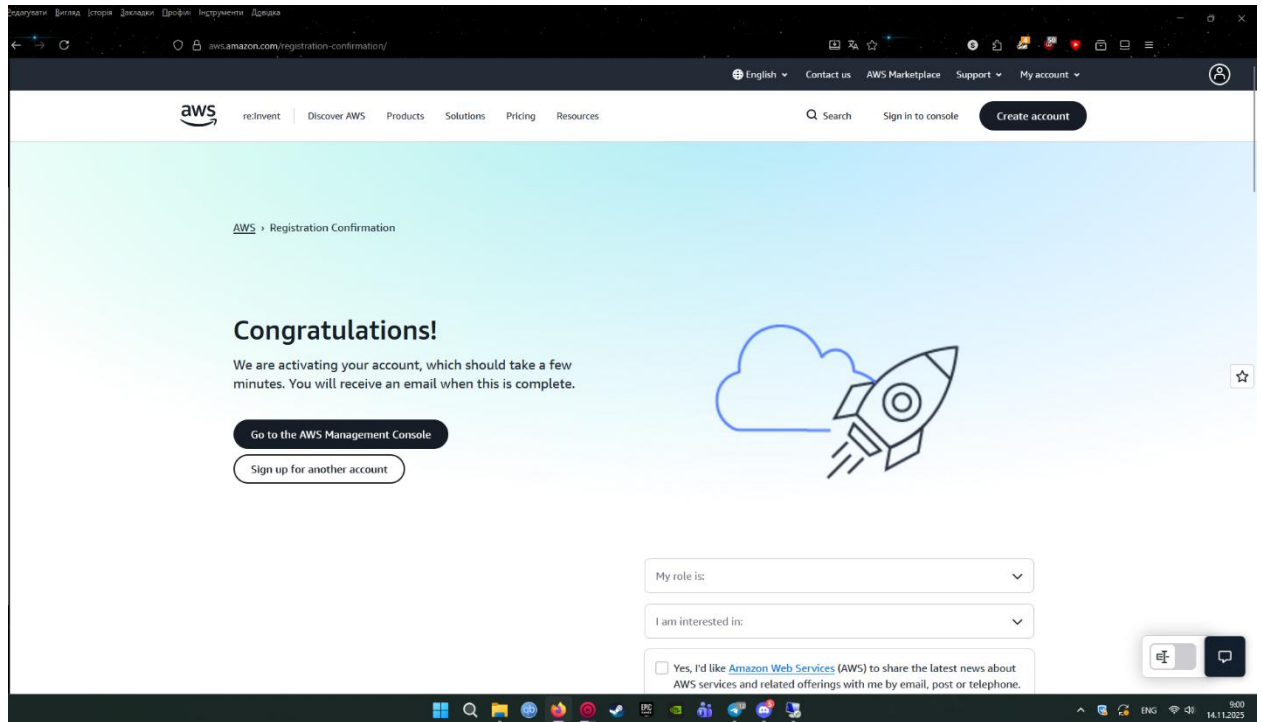 Редагувати Вигляд Історія Закладки Профілі Інструменти Довідка
aws.amazon.com/registration-confirmation/
50
English Contact us AWS Marketplace Support My account
aws re:Invent Discover AWS Products Solutions Pricing Resources Search Sign in to console Create account
AWS › Registration Confirmation
Congratulations!
We are activating your account, which should take a few
minutes. You will receive an email when this is complete.
Go to the AWS Management Console
Sign up for another account
My role is:
I am interested in:
Yes, I'd like Amazon Web Services (AWS) to share the latest news about
AWS services and related offerings with me by email, post or telephone.
ENG
9:00
14.11.2025